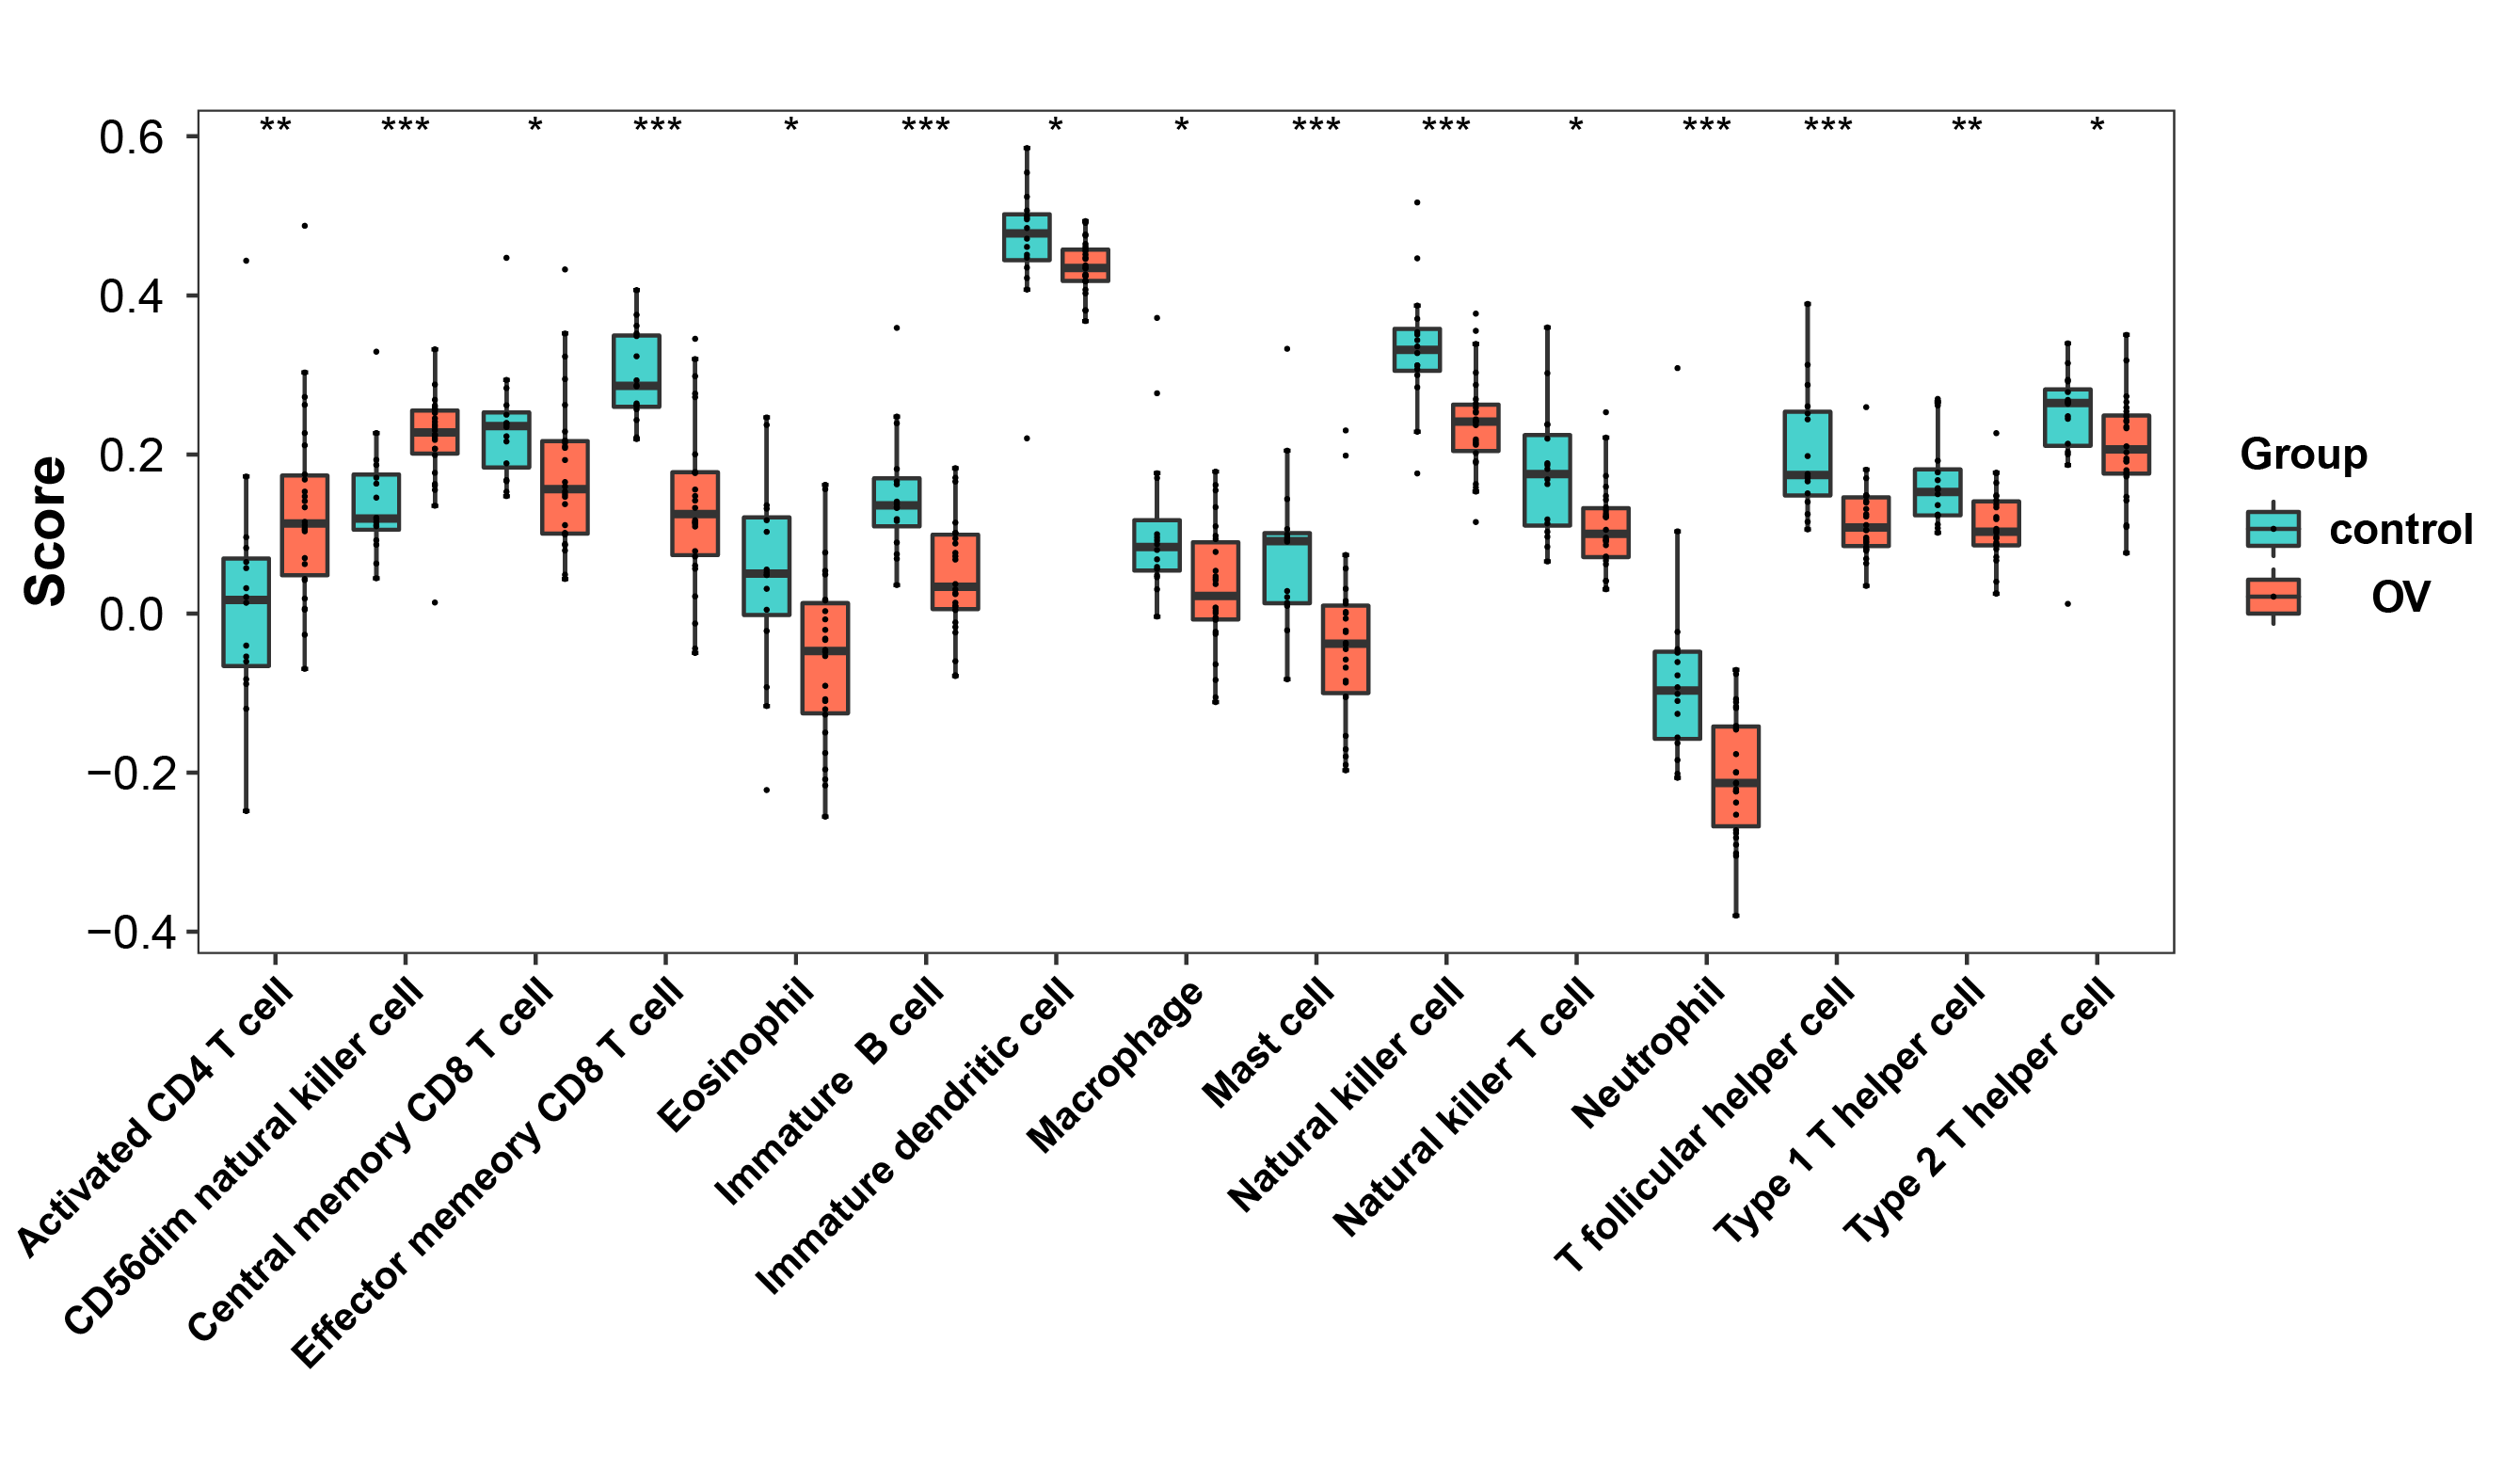 ** *** * *** * *** * * *** *** * *** *** ** *
Score
0.6
0.4
0.2
0.0
−0.2
−0.4
Activated CD4 T cell
CD56dim natural killer cell
Central memory CD8 T cell
Effector memeory CD8 T cell
Eosinophil
Immature  B cell
Immature dendritic cell
Macrophage
Mast cell
Natural killer cell
Natural killer T cell
Neutrophil
T follicular helper cell
Type 1 T helper cell
Type 2 T helper cell
Group
control
OV